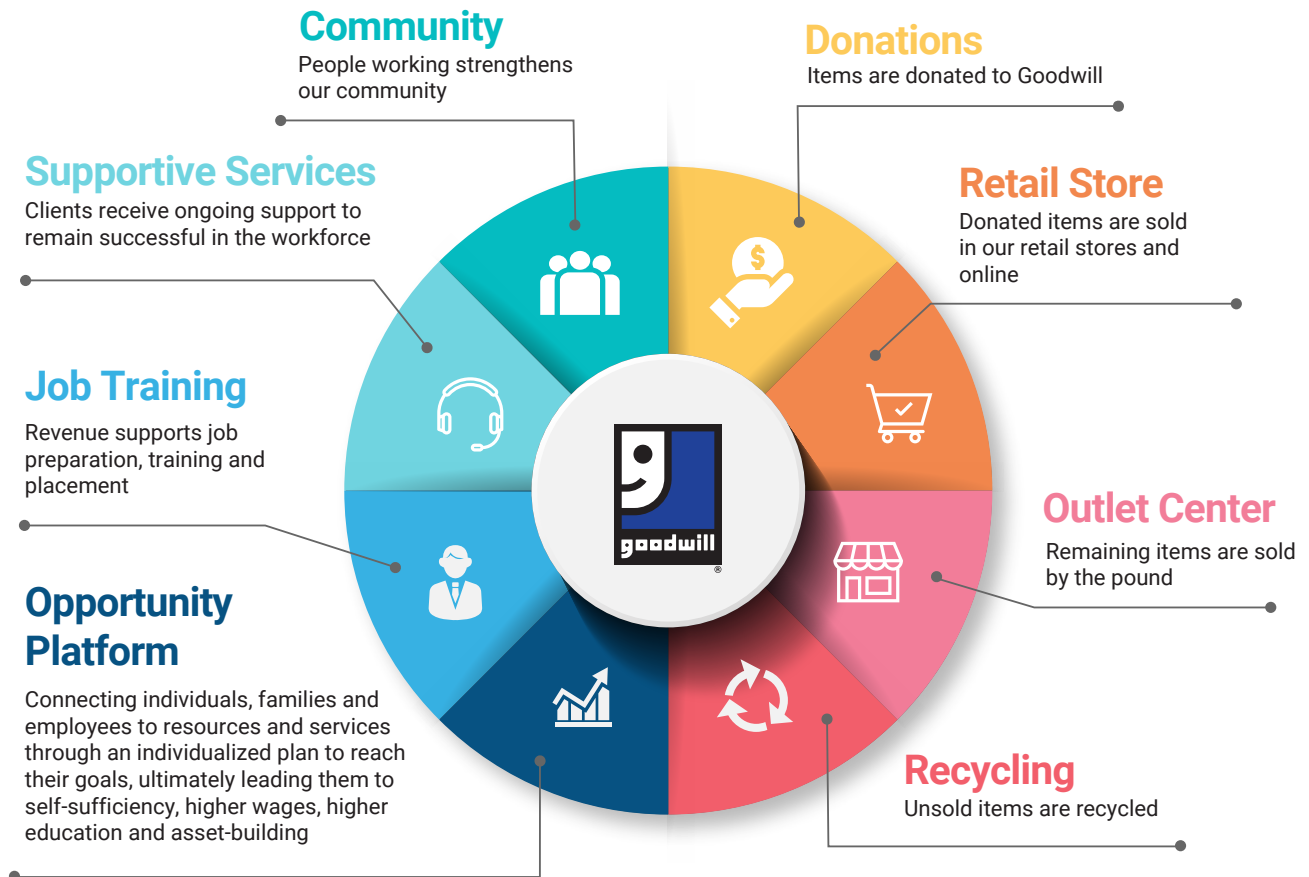 Community
People working strengthens
our community
Donations
Items are donated to Goodwill
Retail Store
Donated items are sold
in our retail stores and
online
Outlet Center
Remaining items are sold
by the pound
Recycling
Unsold items are recycled
Opportunity
Platform
Connecting individuals, families and
employees to resources and services
through an individualized plan to reach
their goals, ultimately leading them to
self-sufficiency, higher wages, higher
education and asset-building
Job Training
Revenue supports job
preparation, training and
placement
Supportive Services
Clients receive ongoing support to
remain successful in the workforce
$
g
goodwill
®